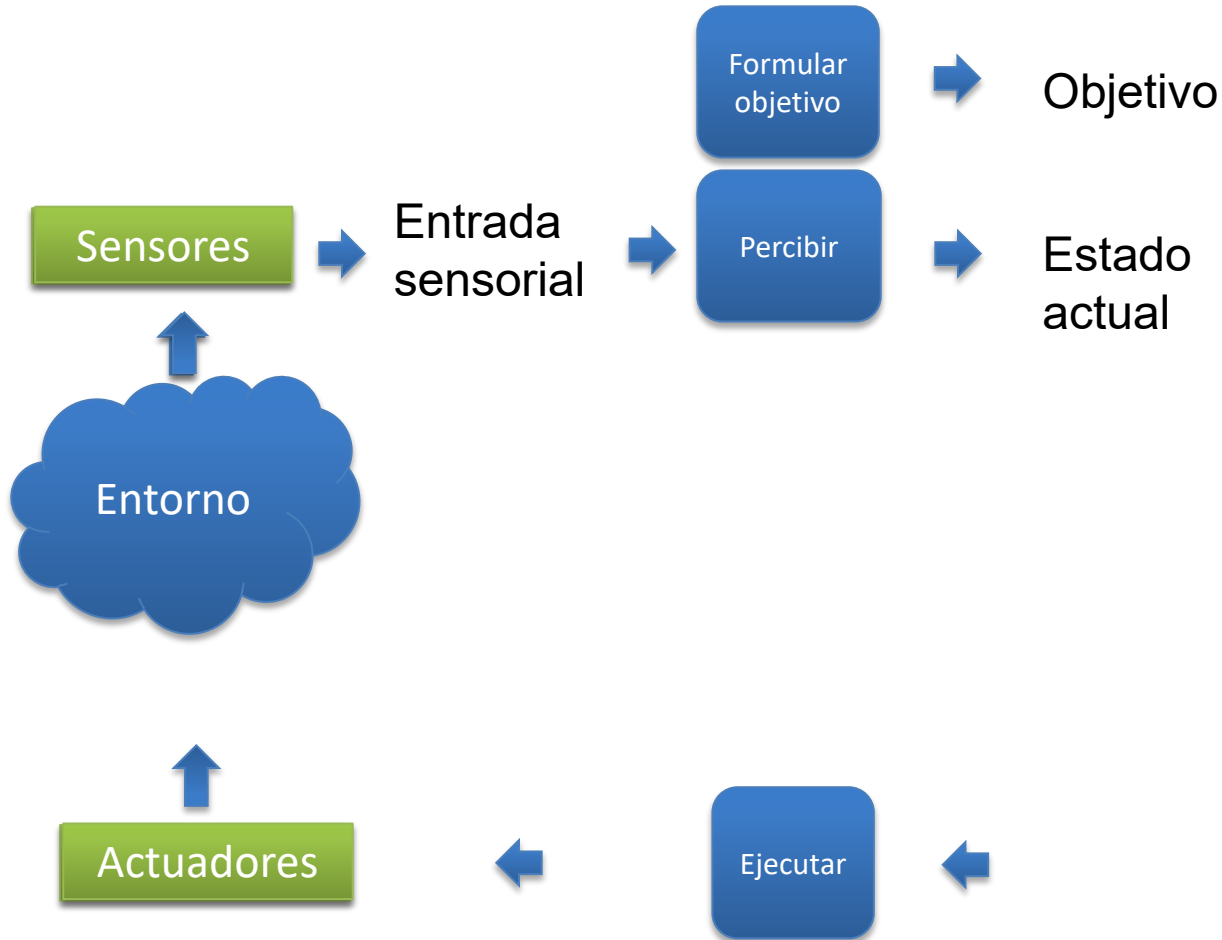 Formular
objetivo
Objetivo
Sensores
Entrada
sensorial
Percibir
Estado
actual
Entorno
Actuadores
Ejecutar